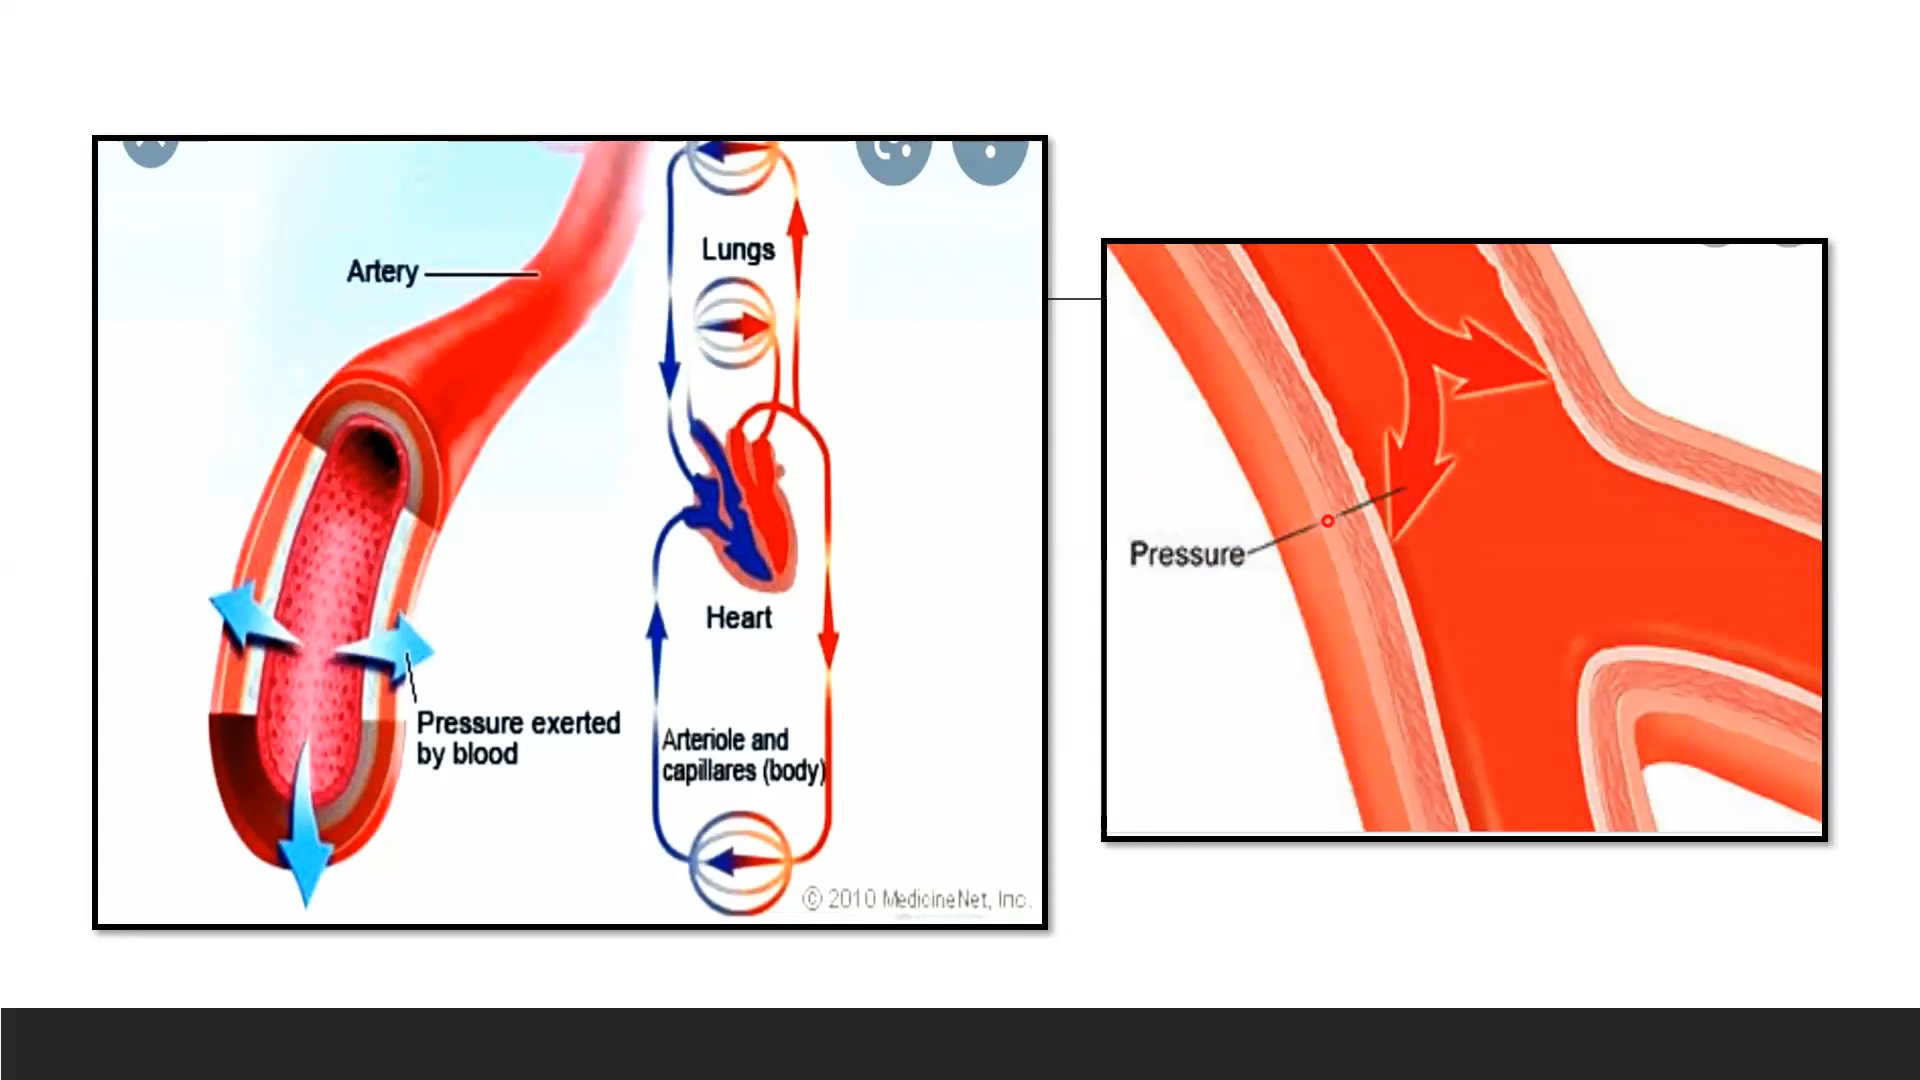 Artery
Lungs
Heart
Pressure exerted
by blood
Arteriole and
capillares (body)
© 2010 MedicineNet, Inc.
Pressure